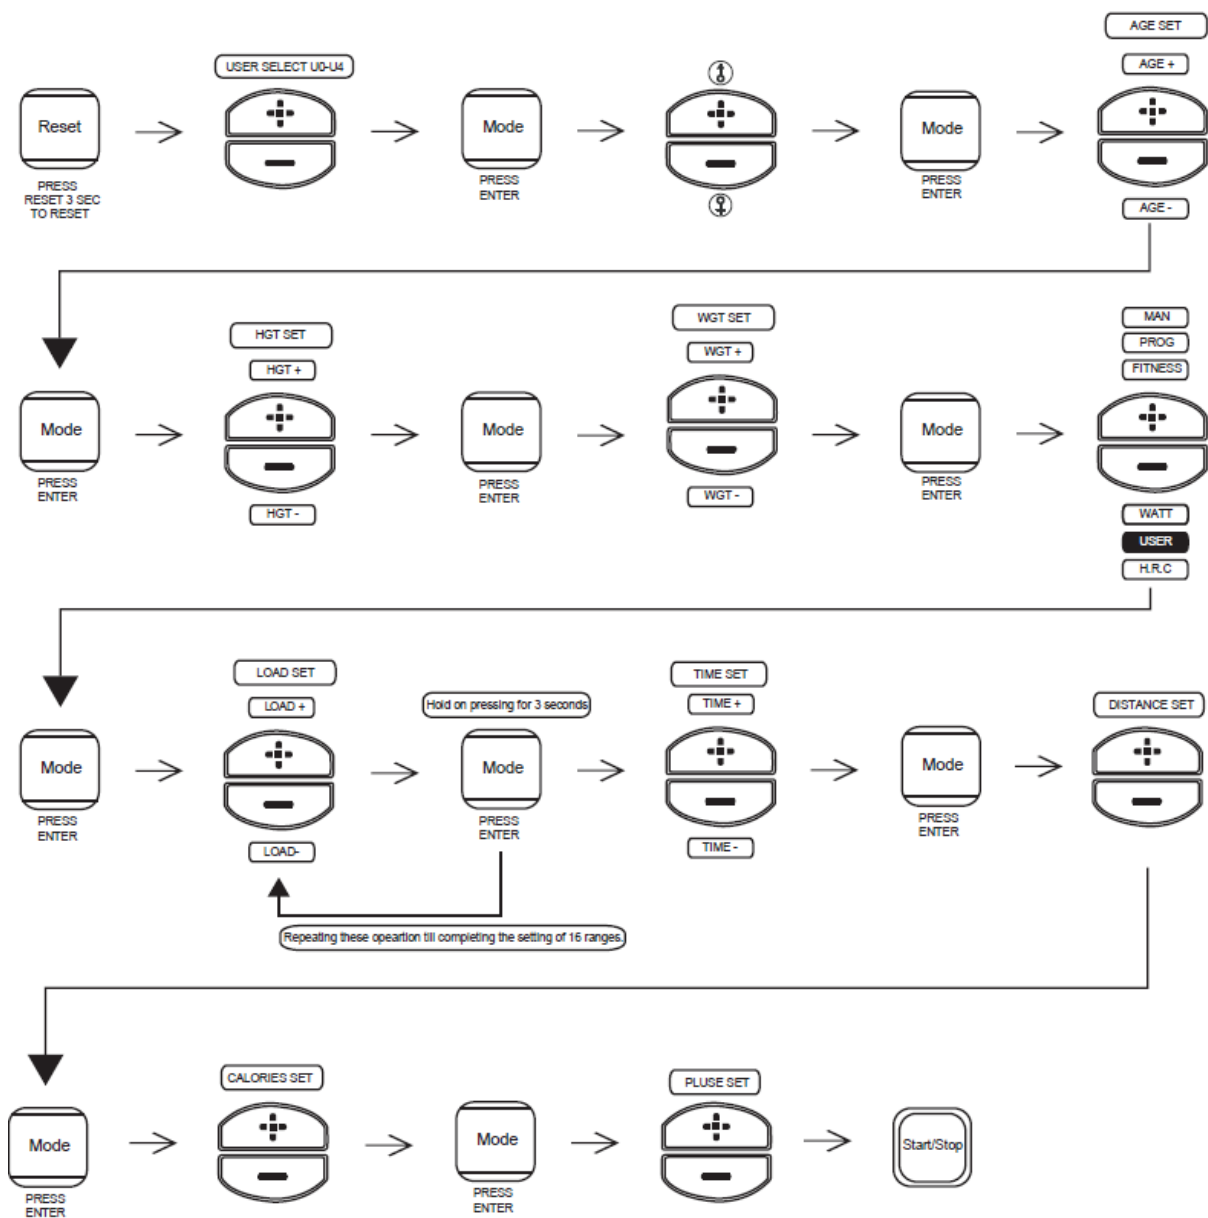 AGE SET
USER SELECT U0-U4
AGE +
Reset
Mode
Mode
PRESS
RESET 3 SEC
TO RESET
PRESS
ENTER
PRESS
ENTER
AGE -
HGT SET
WGT SET
MAN
HGT +
WGT +
PROG
FITNESS
Mode
Mode
Mode
PRESS
ENTER
PRESS
ENTER
PRESS
ENTER
HGT -
WGT -
WATT
USER
H.R.C
LOAD SET
TIME SET
LOAD +
Hold on pressing for 3 seconds
TIME +
DISTANCE SET
Mode
Mode
Mode
PRESS
ENTER
PRESS
ENTER
PRESS
ENTER
LOAD-
TIME -
Repeating these opeartion till completing the setting of 16 ranges.
CALORIES SET
PLUSE SET
Mode
Mode
Start/Stop
PRESS
ENTER
PRESS
ENTER